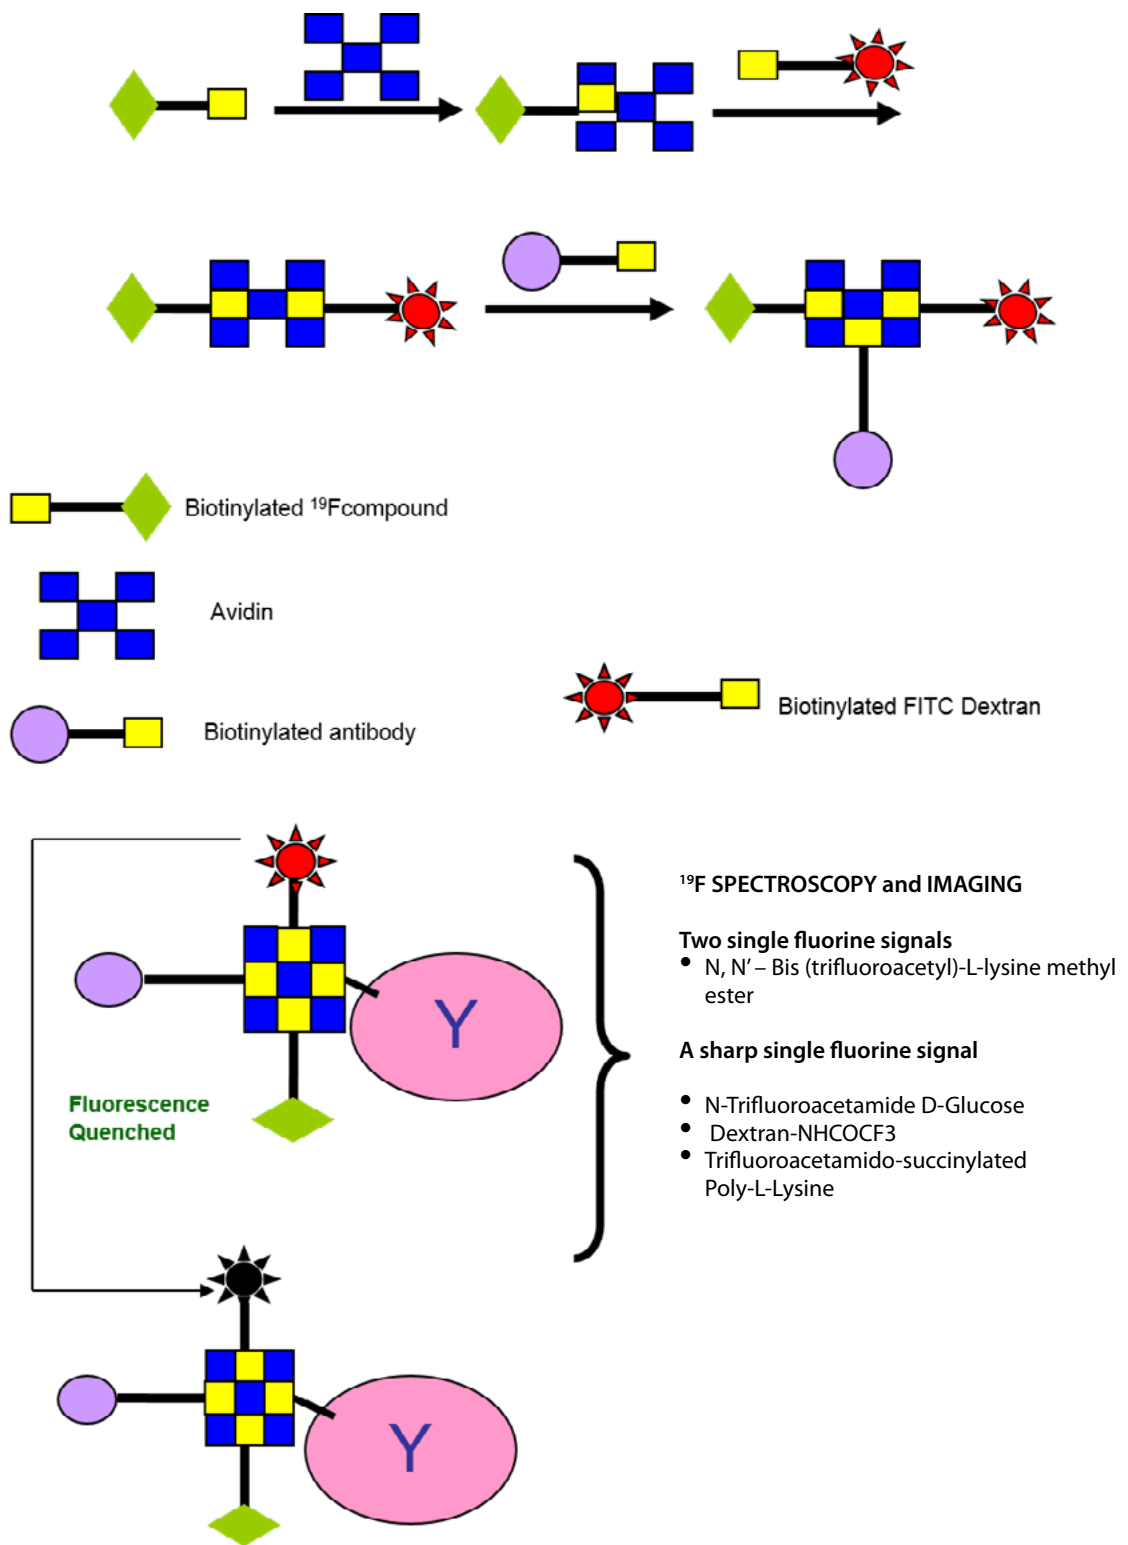 Biotinylated ¹⁹Fcompound
Avidin
Biotinylated FITC Dextran
Biotinylated antibody
¹⁹F SPECTROSCOPY and IMAGING
Two single fluorine signals
• N, N′ – Bis (trifluoroacetyl)-L-lysine methyl
ester
A sharp single fluorine signal
• N-Trifluoroacetamide D-Glucose
• Dextran-NHCOCF3
• Trifluoroacetamido-succinylated
Poly-L-Lysine
Y
Fluorescence
Quenched
Y